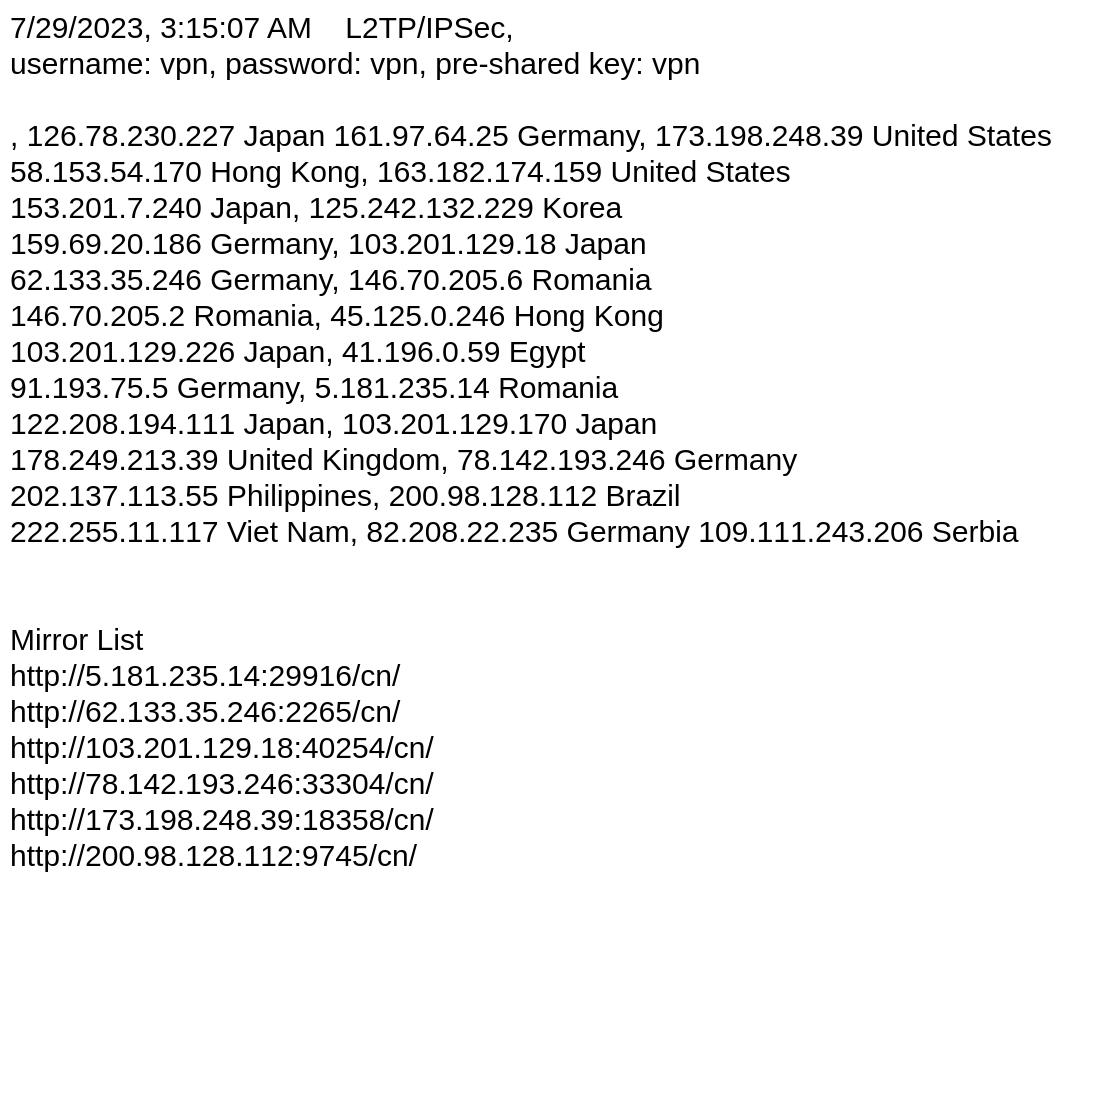 7/29/2023, 3:15:07 AM    L2TP/IPSec,
username: vpn, password: vpn, pre-shared key: vpn
, 126.78.230.227 Japan 161.97.64.25 Germany, 173.198.248.39 United States
58.153.54.170 Hong Kong, 163.182.174.159 United States
153.201.7.240 Japan, 125.242.132.229 Korea
159.69.20.186 Germany, 103.201.129.18 Japan
62.133.35.246 Germany, 146.70.205.6 Romania
146.70.205.2 Romania, 45.125.0.246 Hong Kong
103.201.129.226 Japan, 41.196.0.59 Egypt
91.193.75.5 Germany, 5.181.235.14 Romania
122.208.194.111 Japan, 103.201.129.170 Japan
178.249.213.39 United Kingdom, 78.142.193.246 Germany
202.137.113.55 Philippines, 200.98.128.112 Brazil
222.255.11.117 Viet Nam, 82.208.22.235 Germany 109.111.243.206 Serbia
Mirror List
http://5.181.235.14:29916/cn/
http://62.133.35.246:2265/cn/
http://103.201.129.18:40254/cn/
http://78.142.193.246:33304/cn/
http://173.198.248.39:18358/cn/
http://200.98.128.112:9745/cn/